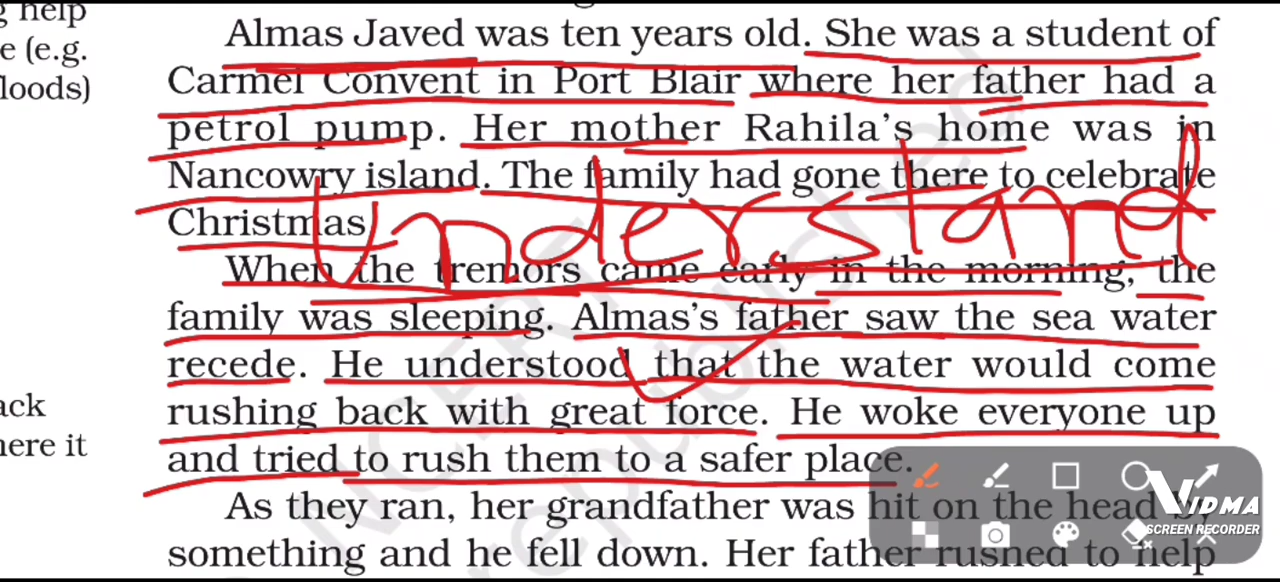 g help
e (e.g.
loods)
ack
here it
Almas Javed was ten years old. She was a student of
Carmel Convent in Port Blair where her father had a
petrol pump. Her mother Rahila's home was in
Nancowry island. The family had gone there to celebrate
Christmas.
Understand
When the tremors came early in the morning, the
family was sleeping. Almas's father saw the sea water
recede. He understood that the water would come
rushing back with great force. He woke everyone up
and tried to rush them to a safer place.
As they ran, her grandfather was hit on the head by
something and he fell down. Her father rushed to help
VIDMA
SCREEN RECORDER